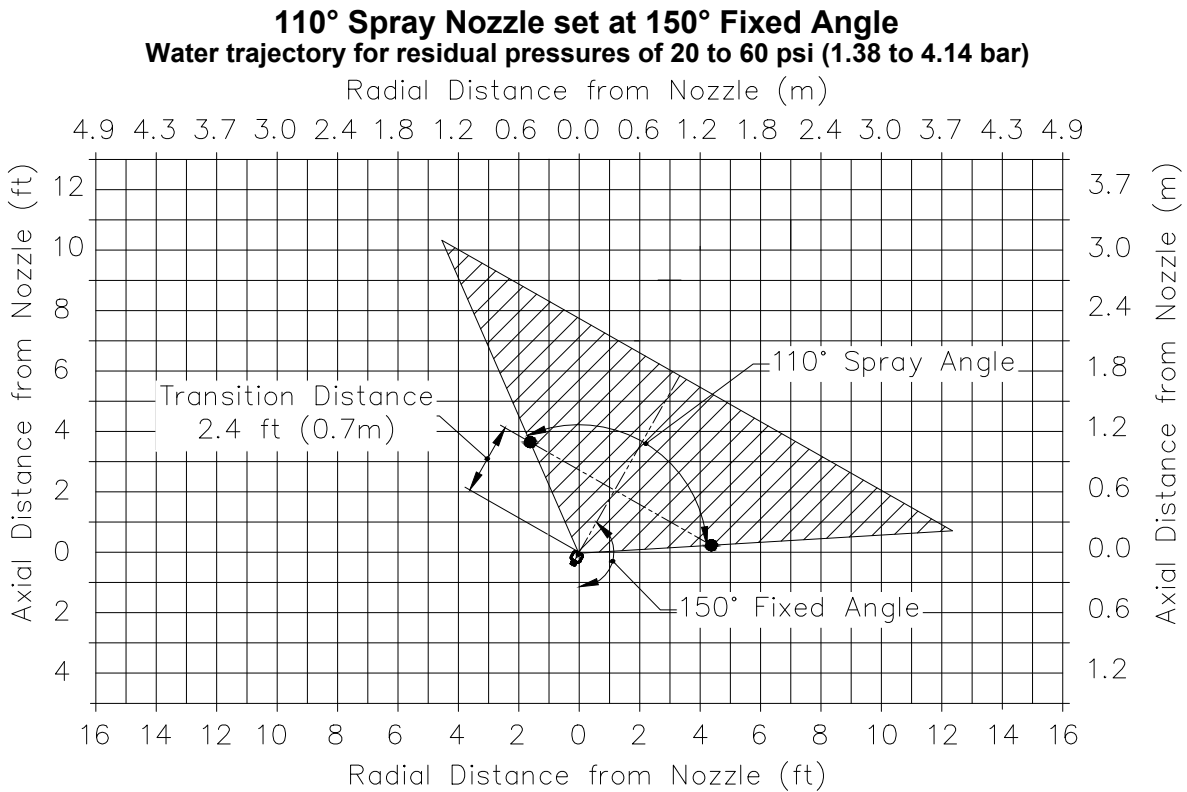 110° Spray Nozzle set at 150° Fixed Angle
Water trajectory for residual pressures of 20 to 60 psi (1.38 to 4.14 bar)
Radial Distance from Nozzle (m)
4.9 4.3 3.7 3.0 2.4 1.8 1.2 0.6 0.0 0.6 1.2 1.8 2.4 3.0 3.7 4.3 4.9
Axial Distance from Nozzle (ft)
12
10
8
6
4
2
0
2
4
110° Spray Angle
Transition Distance
2.4 ft (0.7m)
150° Fixed Angle
3.7
3.0
2.4
1.8
1.2
0.6
0.0
0.6
1.2
Axial Distance from Nozzle (m)
16 14 12 10 8 6 4 2 0 2 4 6 8 10 12 14 16
Radial Distance from Nozzle (ft)